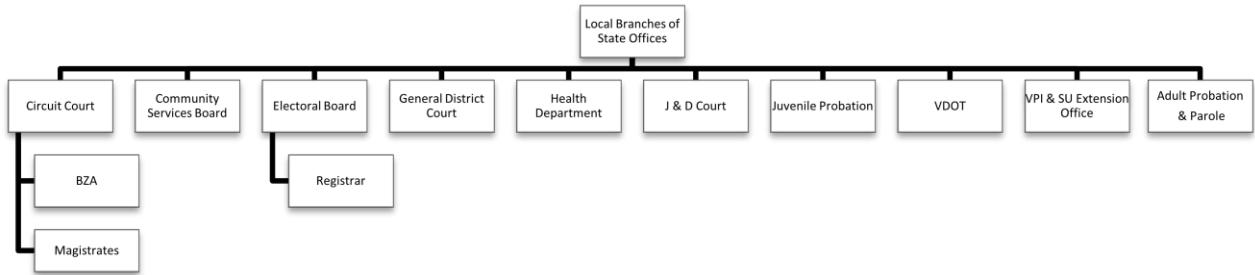 Local Branches of
State Offices
Circuit Court
Community
Services Board
Electoral Board
General District
Court
Health
Department
J & D Court
Juvenile Probation
VDOT
VPI & SU Extension
Office
Adult Probation
& Parole
BZA
Registrar
Magistrates